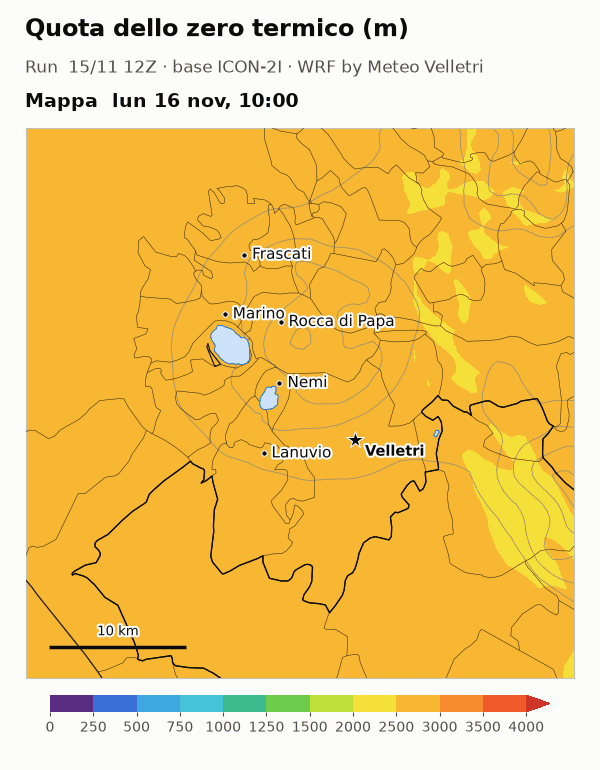 Quota dello zero termico (m)
Run 15/11 12Z · base ICON-2I · WRF by Meteo Velletri
Mappa lun 16 nov, 10:00
Frascati
Marino
Rocca di Papa
Nemi
Velletri
Lanuvio
10 km
0 250 500 750 1000 1250 1500 2000 2500 3000 3500 4000